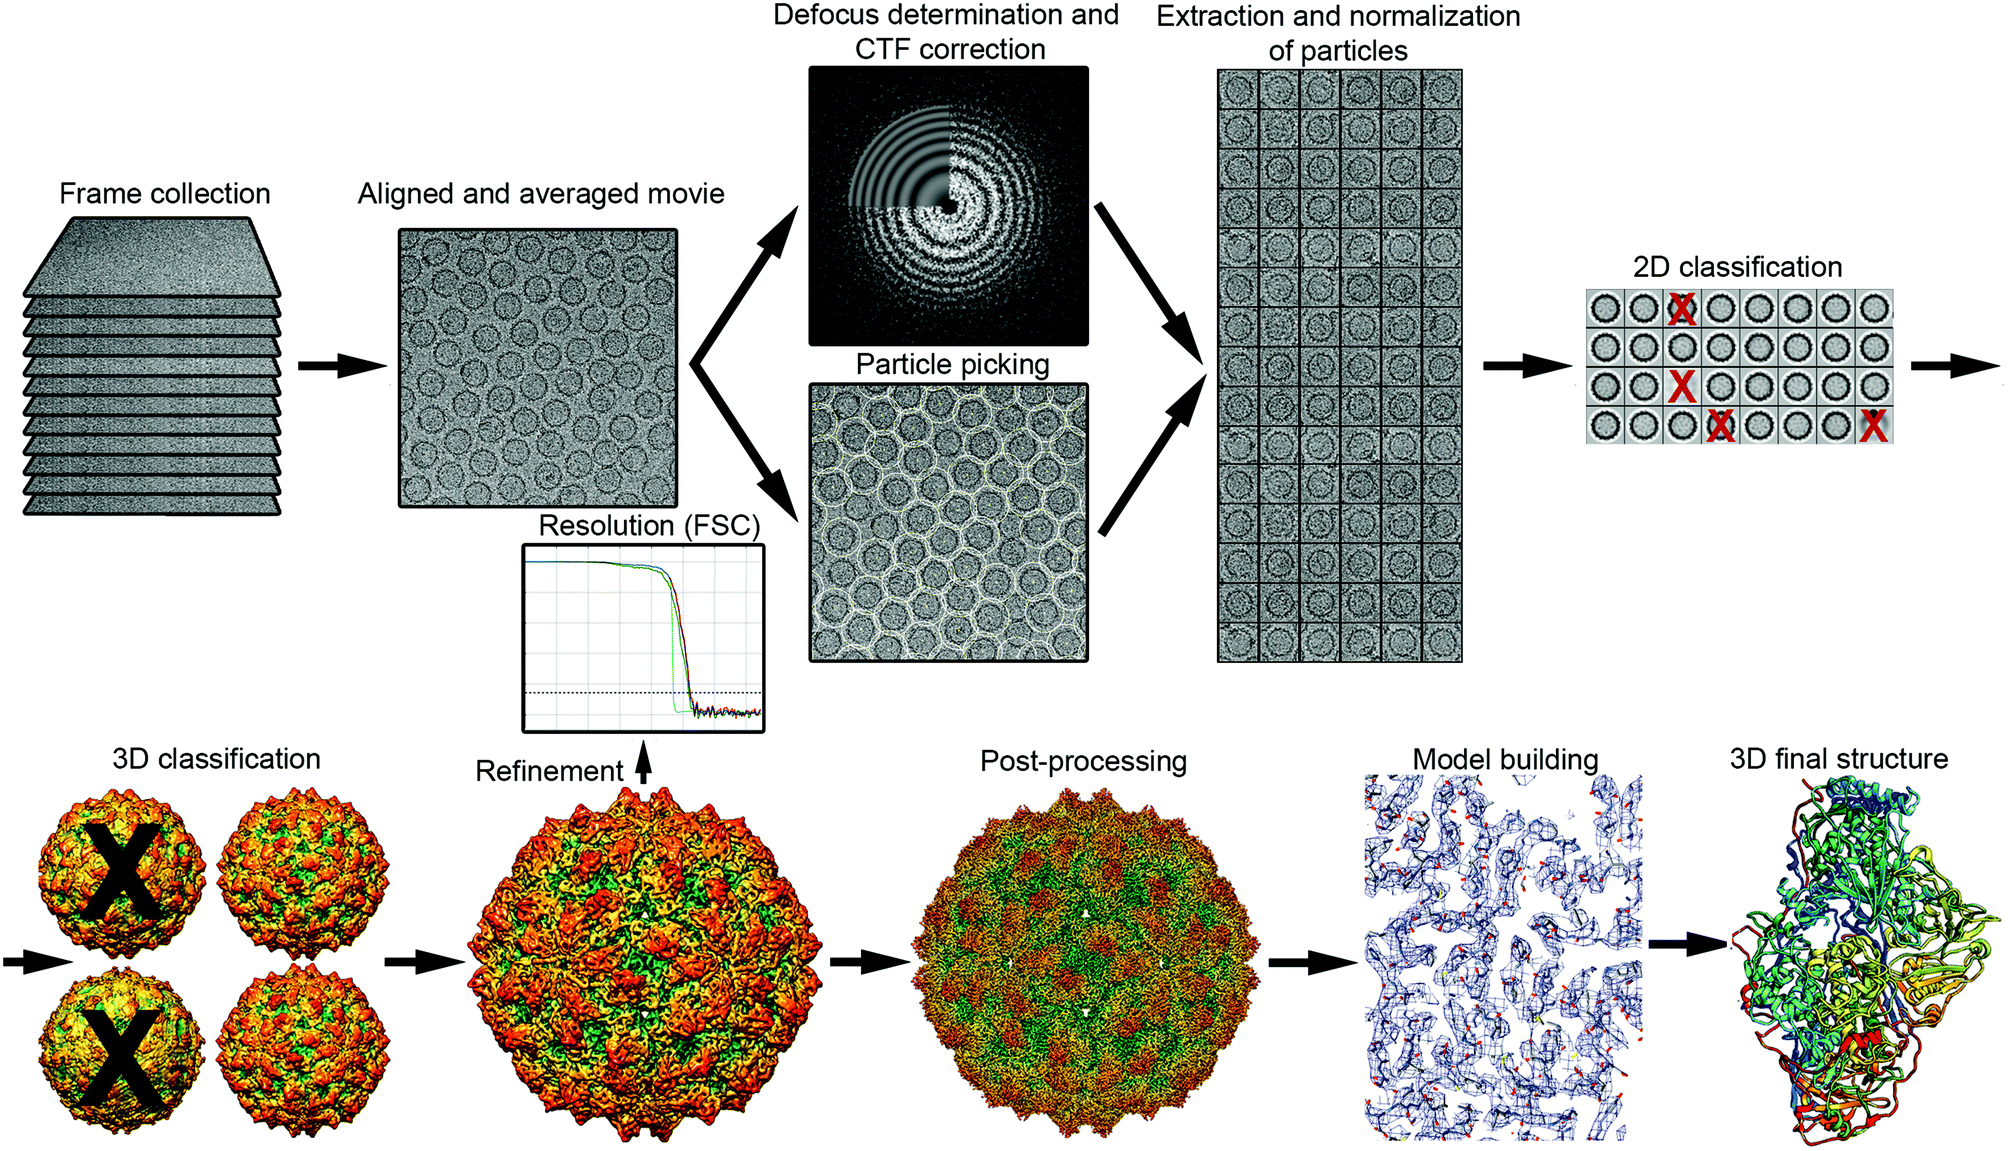 Frame collection
Aligned and averaged movie
Defocus determination and
CTF correction
Particle picking
Extraction and normalization
of particles
2D classification
X
X
X
X
3D classification
X
X
Refinement
Resolution (FSC)
Post-processing
Model building
3D final structure